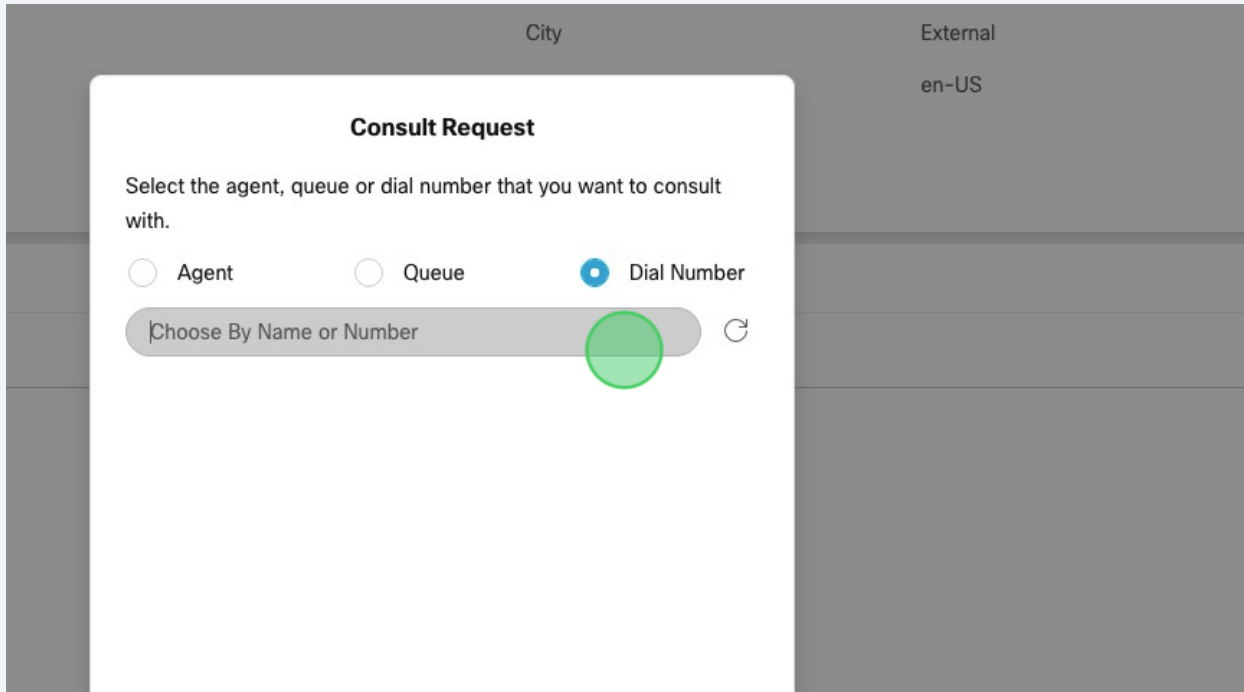 City
External
en-US
Consult Request
Select the agent, queue or dial number that you want to consult
with.
Agent
Queue
Dial Number
Choose By Name or Number